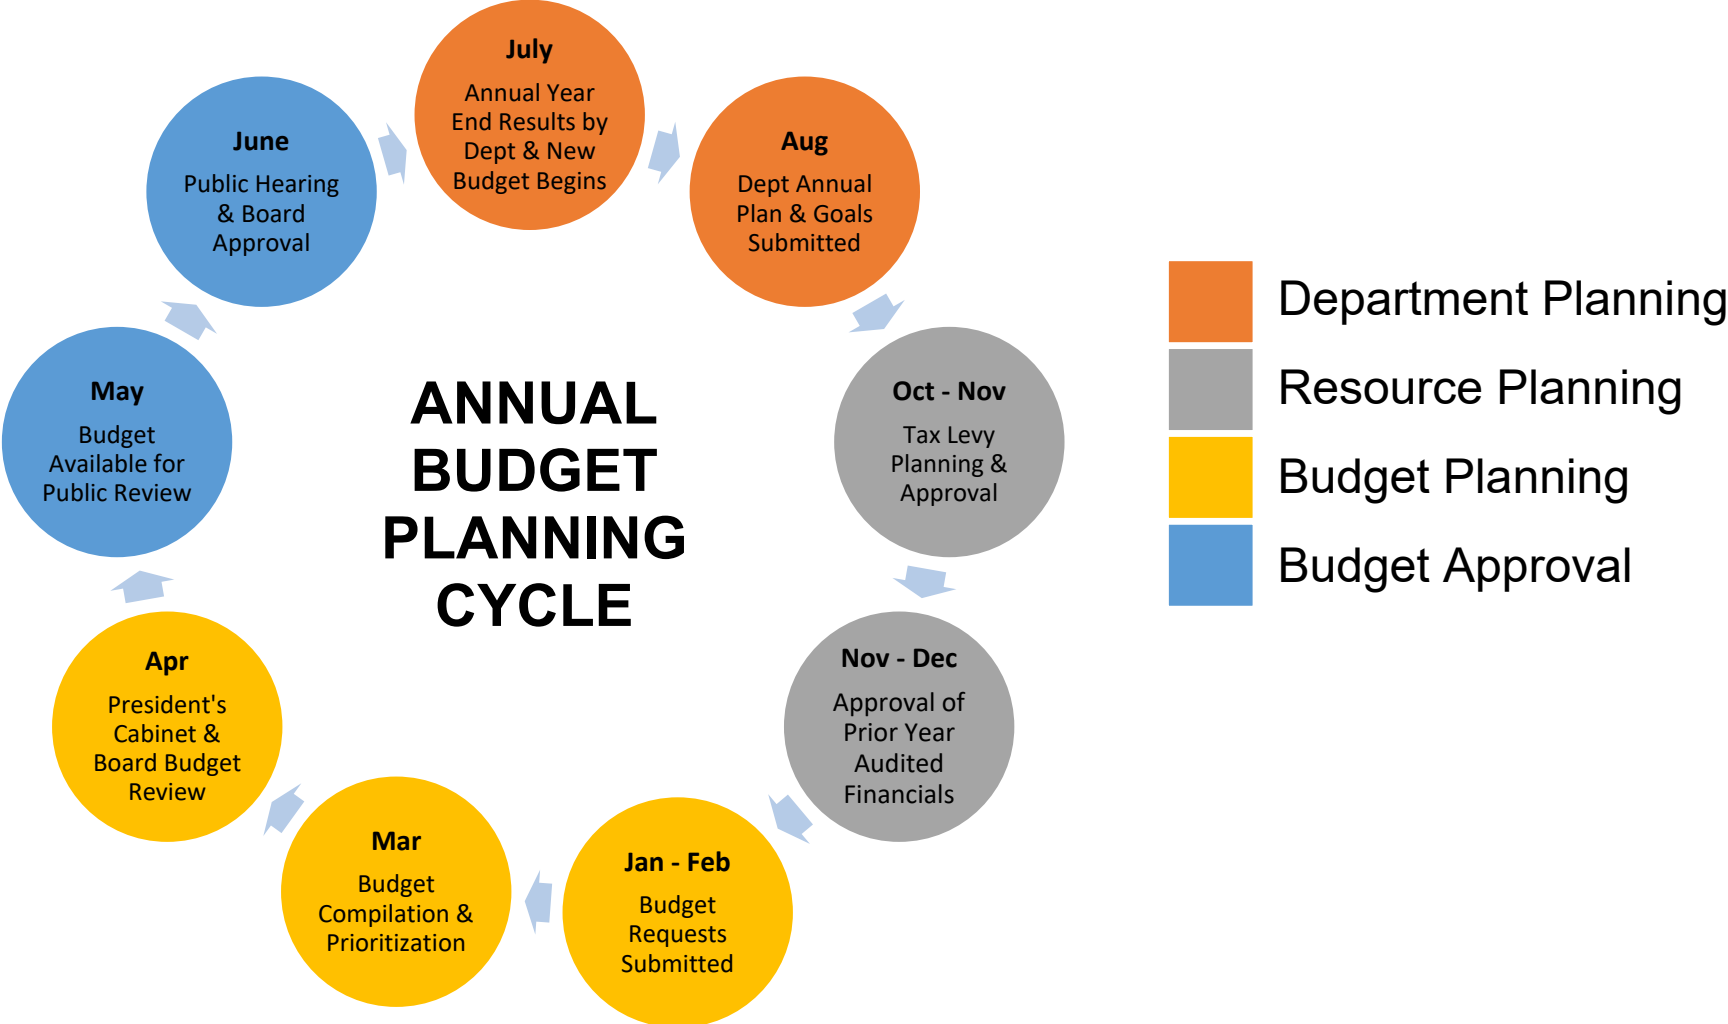 July
Annual Year
End Results by
Dept & New
Budget Begins
Aug
Dept Annual
Plan & Goals
Submitted
Oct - Nov
Tax Levy
Planning &
Approval
Nov - Dec
Approval of
Prior Year
Audited
Financials
Jan - Feb
Budget
Requests
Submitted
Mar
Budget
Compilation &
Prioritization
Apr
President's
Cabinet &
Board Budget
Review
May
Budget
Available for
Public Review
June
Public Hearing
& Board
Approval
ANNUAL
BUDGET
PLANNING
CYCLE
Department Planning
Resource Planning
Budget Planning
Budget Approval